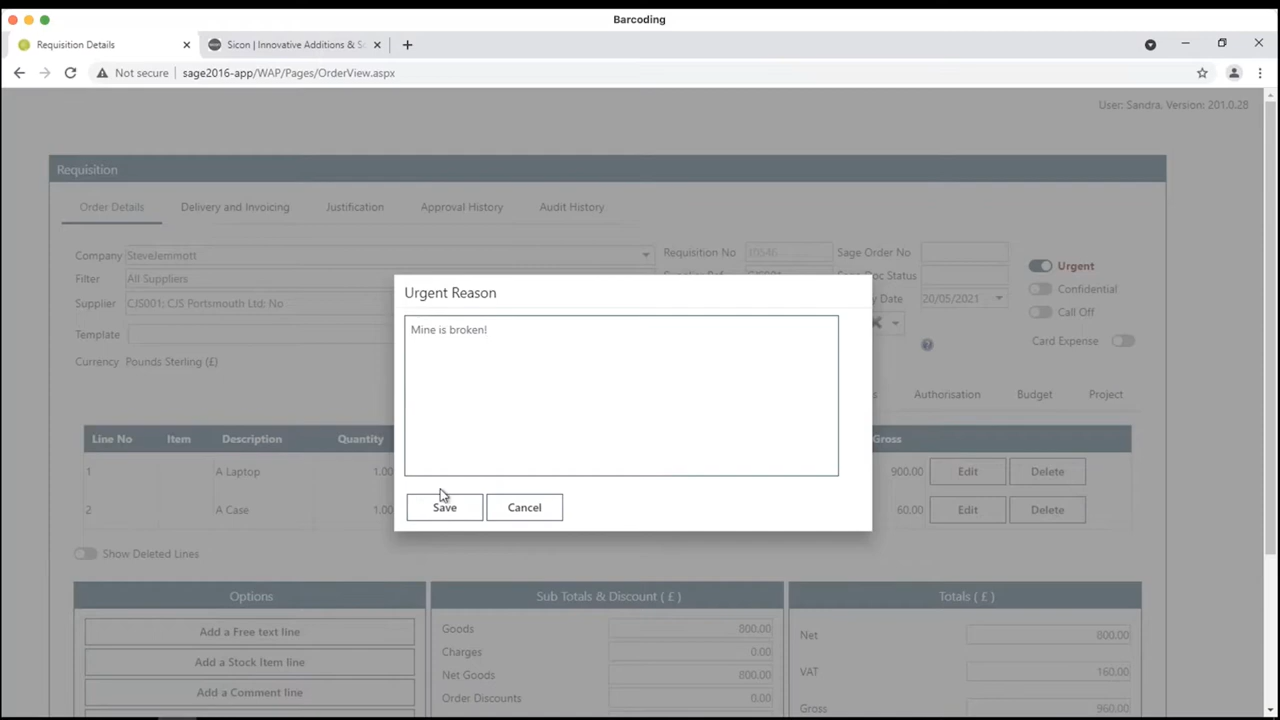 Barcoding
Requisition Details
Sicon | Innovative Additions & S
Not secure
sage2016-app/WAP/Pages/OrderView.aspx
User: Sandra, Version: 201.0.28
Requisition
Order Details Delivery and Invoicing Justification Approval History Audit History
Company SteveJemmott Requisition No 10546 Sage Order No
Filter All Suppliers
Supplier CJS001; CJS Portsmouth Ltd: No 20/05/2021
Template
Currency Pounds Sterling (£)
Urgent
Confidential
Call Off
Card Expense
Urgent Reason
Mine is broken!
Save Cancel
Authorisation Budget Project
Line No Item Description Quantity Gross
1 A Laptop 1.00 900.00 Edit Delete
2 A Case 1.00 60.00 Edit Delete
Show Deleted Lines
Options
Add a Free text line
Add a Stock Item line
Add a Comment line
Sub Totals & Discount ( £ )
Goods 800.00
Charges 0.00
Net Goods 800.00
Order Discounts 0.00
Totals ( £ )
Net 800.00
VAT 160.00
Gross 960.00